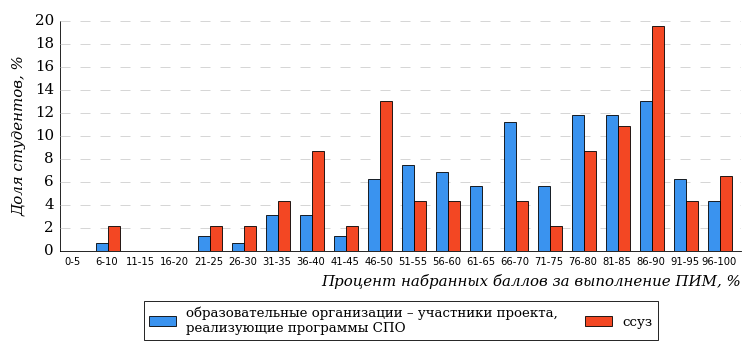 Доля студентов, %
20
18
16
14
12
10
8
6
4
2
0
0-5 6-10 11-15 16-20 21-25 26-30 31-35 36-40 41-45 46-50 51-55 56-60 61-65 66-70 71-75 76-80 81-85 86-90 91-95 96-100
Процент набранных баллов за выполнение ПИМ, %
образовательные организации – участники проекта,
реализующие программы СПО
ссуз